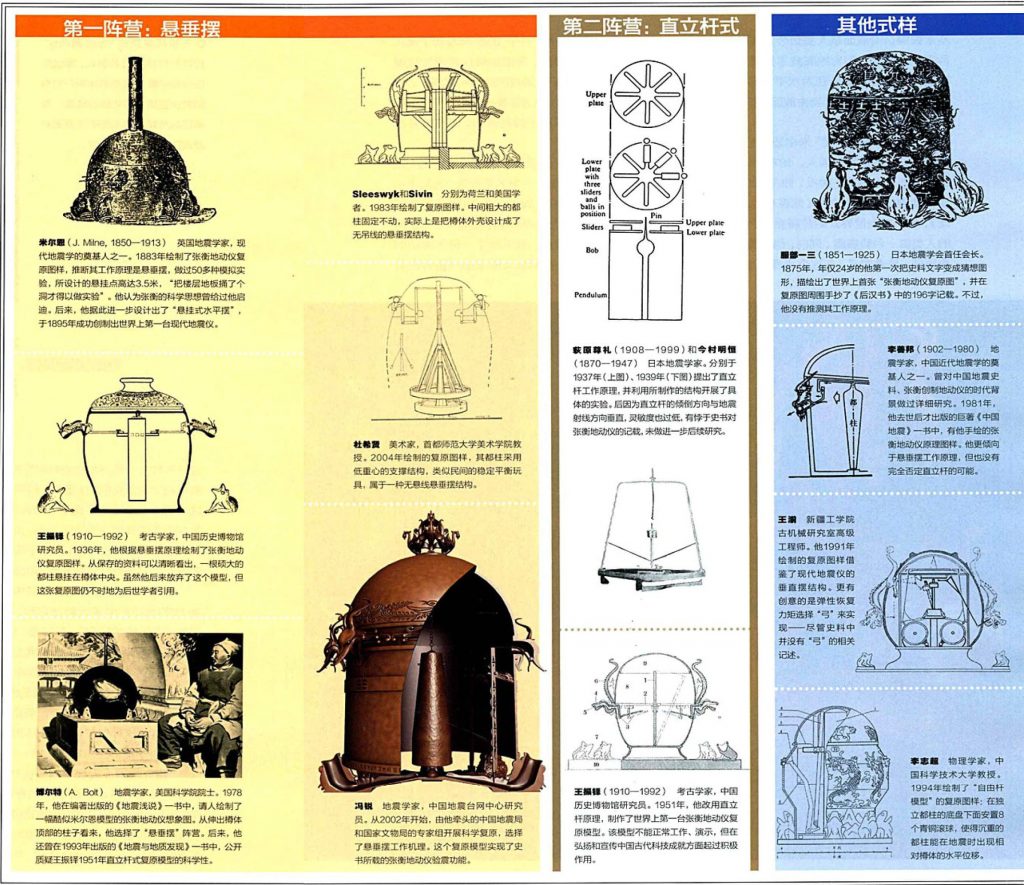 第一阵营：悬垂摆
米尔恩（J. Milne, 1850—1913） 英国地震学家，现
代地震学的奠基人之一。1883年绘制了张衡地动仪复
原图样，推断其工作原理是悬垂摆，做过50多种模拟实
验，所设计的悬挂点高达3.5米，“把楼层地板捅了个
洞才得以做实验”。他认为张衡的科学思想曾给过他启
迪。后来，他据此进一步设计出了“悬挂式水平摆”，
于1895年成功创制出世界上第一台现代地震仪。
王振铎（1910—1992） 考古学家，中国历史博物馆
研究员。1936年，他根据悬垂摆原理绘制了张衡地动
仪复原图样。从保存的资料可以清晰看出，一根硕大的
都柱悬挂在樽体中央。虽然他后来放弃了这个模型，但
这张复原图仍不时地为后世学者引用。
博尔特（A. Bolt） 地震学家，美国科学院院士。1978
年，他在编著出版的《地震浅说》一书中，请人绘制了
一幅酷似米尔恩模型的张衡地动仪想象图。从伸出樽体
顶部的柱子看来，他选择了“悬垂摆”阵营。后来，他
还曾在1993年出版的《地震与地质发现》一书中，公开
质疑王振铎1951年直立杆式复原模型的科学性。
Sleeswyk和Sivin 分别为荷兰和美国学
者。1983年绘制了复原图样。中间粗大的都
柱固定不动，实际上是把樽体外壳设计成了
无吊线的悬垂摆结构。
杜希贤 美术家，首都师范大学美术学院教
授。2004年绘制的复原图样，其都柱采用
低重心的支撑结构，类似民间的稳定平衡玩
具，属于一种无悬线悬垂摆结构。
冯锐 地震学家，中国地震台网中心研究
员。从2002年开始，由他牵头的中国地震局
和国家文物局的专家组开展科学复原，选择
了悬垂摆工作机理。这个复原模型实现了史
书所载的张衡地动仪验震功能。
第二阵营：直立杆式
Upper
plate
Lower
plate
with
three
sliders
and
balls in
position
Pin
Sliders
Upper plate
Lower plate
Bob
Pendulum
萩原尊礼（1908—1999）和今村明恒
（1870—1947） 日本地震学家。分别于
1937年（上图）、1939年（下图）提出了直立
杆工作原理，并利用所制作的结构开展了具
体的实验。后因为直立杆的倾倒方向与地震
射线方向垂直，灵敏度也过低，有悖于史书对
张衡地动仪的记载，未做进一步后续研究。
王振铎（1910—1992） 考古学家，中国
历史博物馆研究员。1951年，他改用直立
杆原理，制作了世界上第一台张衡地动仪复
原模型。该模型不能正常工作、演示，但在
弘扬和宣传中国古代科技成就方面起过积极
作用。
其他式样
服部一三（1851—1925） 日本地震学会首任会长。
1875年，年仅24岁的他第一次把史料文字变成猜想图
形，描绘出了世界上首张“张衡地动仪复原图”，并在
复原图周围手抄了《后汉书》中的196字记载。不过，
他没有推测其工作原理。
都
柱
李善邦（1902—1980） 地
震学家，中国近代地震学的奠
基人之一。曾对中国地震史
料、张衡创制地动仪的时代背
景做过详细研究。1981年，
他去世后才出版的巨著《中国
地震》一书中，有他手绘的张
衡地动仪原理图样。他更倾向
于悬垂摆工作原理，但也没有
完全否定直立杆的可能。
王湔 新疆工学院
古机械研究室高级
工程师。他1991年
绘制的复原图样借
鉴了现代地震仪的
垂直摆结构。更有
创意的是弹性恢复
力矩选择“弓”来实
现——尽管史料中
并没有“弓”的相关
记述。
李志超 物理学家，中
国科学技术大学教授。
1994年绘制了“自由杆
模型”的复原图样：在独
立都柱的底盘下面安置8
个青铜滚球，使得沉重的
都柱能在地震时出现相
对樽体的水平位移。